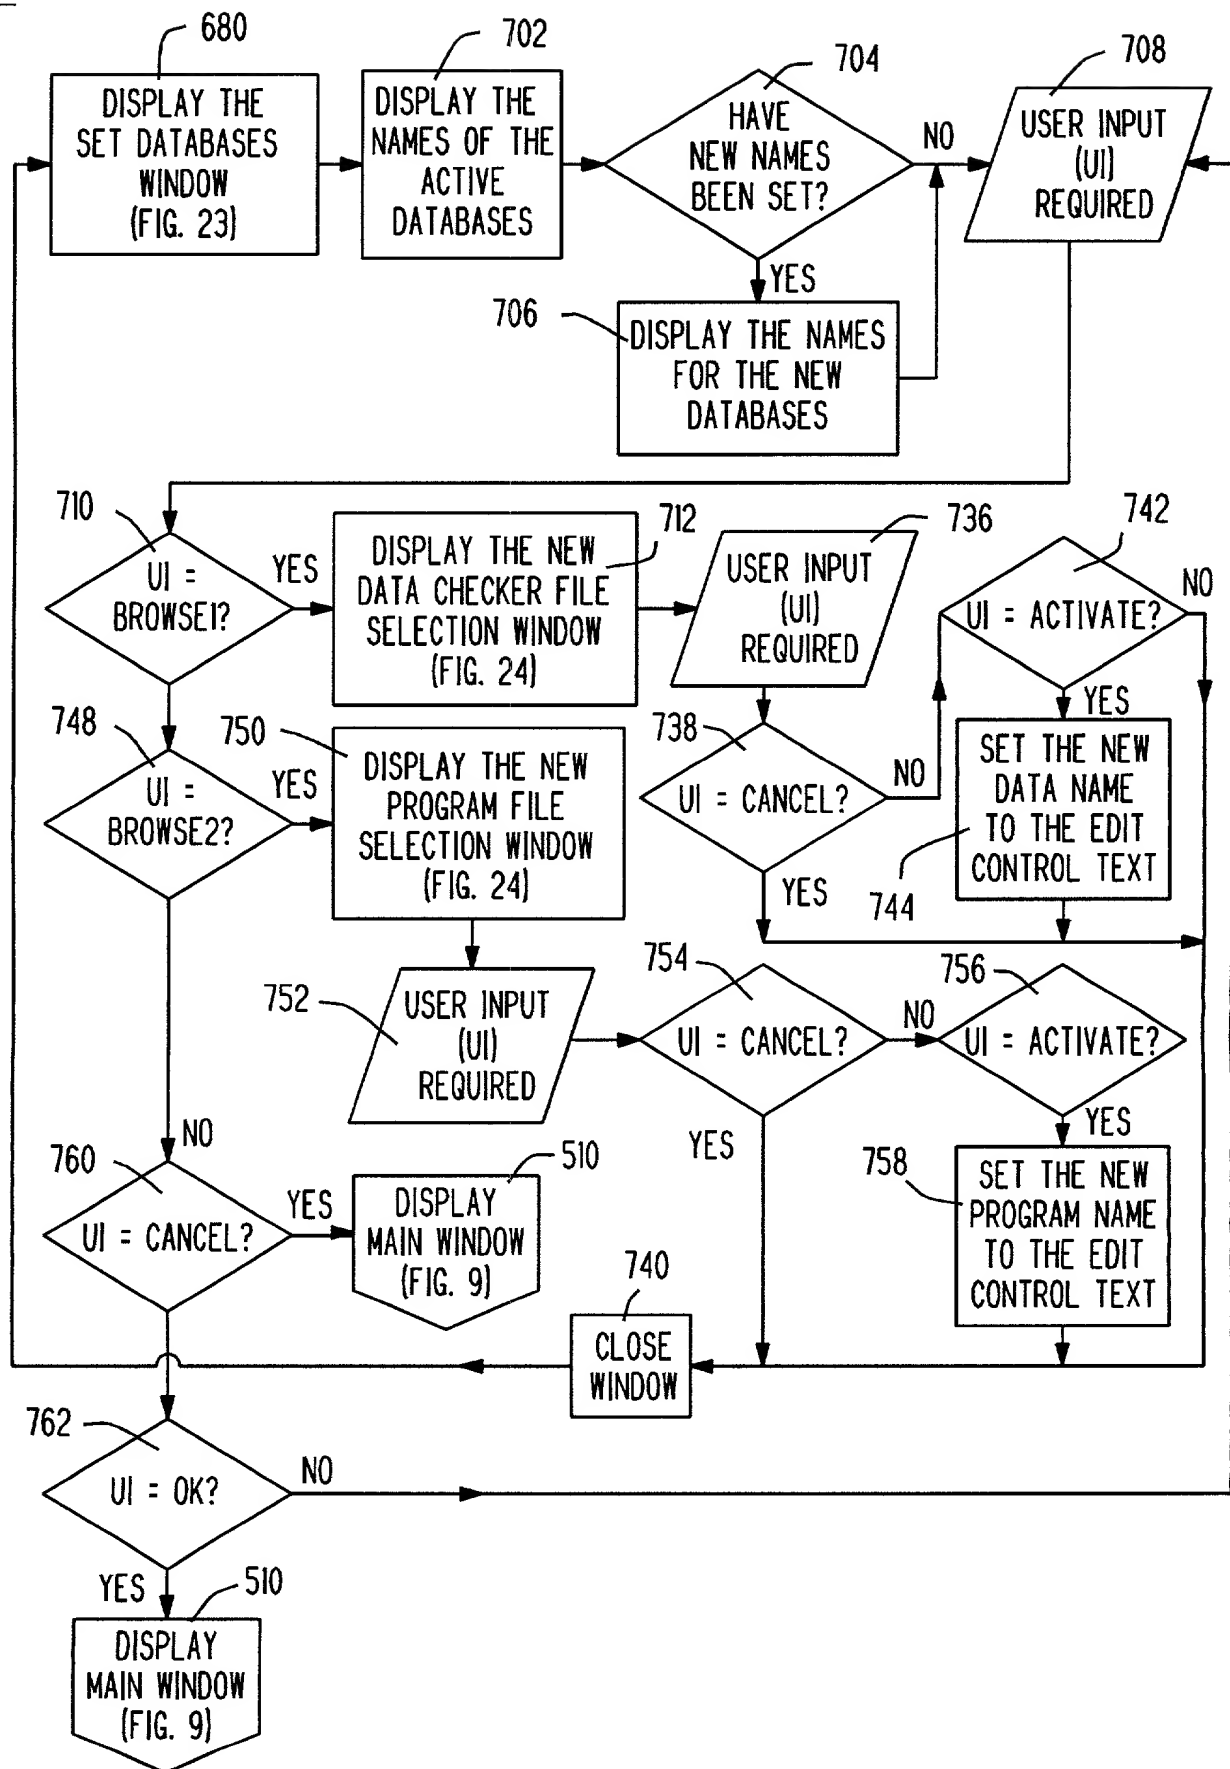 680
DISPLAY THE
SET DATABASES
WINDOW
(FIG. 23)
702
DISPLAY THE
NAMES OF THE
ACTIVE
DATABASES
704
HAVE
NEW NAMES
BEEN SET?
NO
YES
706
DISPLAY THE NAMES
FOR THE NEW
DATABASES
708
USER INPUT
(UI)
REQUIRED
710
UI =
BROWSE1?
YES
712
DISPLAY THE NEW
DATA CHECKER FILE
SELECTION WINDOW
(FIG. 24)
736
USER INPUT
(UI)
REQUIRED
738
UI = CANCEL?
NO
YES
742
UI = ACTIVATE?
NO
YES
SET THE NEW
DATA NAME
TO THE EDIT
CONTROL TEXT
744
748
UI =
BROWSE2?
YES
750
DISPLAY THE NEW
PROGRAM FILE
SELECTION WINDOW
(FIG. 24)
752
USER INPUT
(UI)
REQUIRED
754
UI = CANCEL?
NO
YES
756
UI = ACTIVATE?
YES
758
SET THE NEW
PROGRAM NAME
TO THE EDIT
CONTROL TEXT
NO
760
UI = CANCEL?
YES
510
DISPLAY
MAIN WINDOW
(FIG. 9)
740
CLOSE
WINDOW
762
UI = OK?
NO
YES
510
DISPLAY
MAIN WINDOW
(FIG. 9)